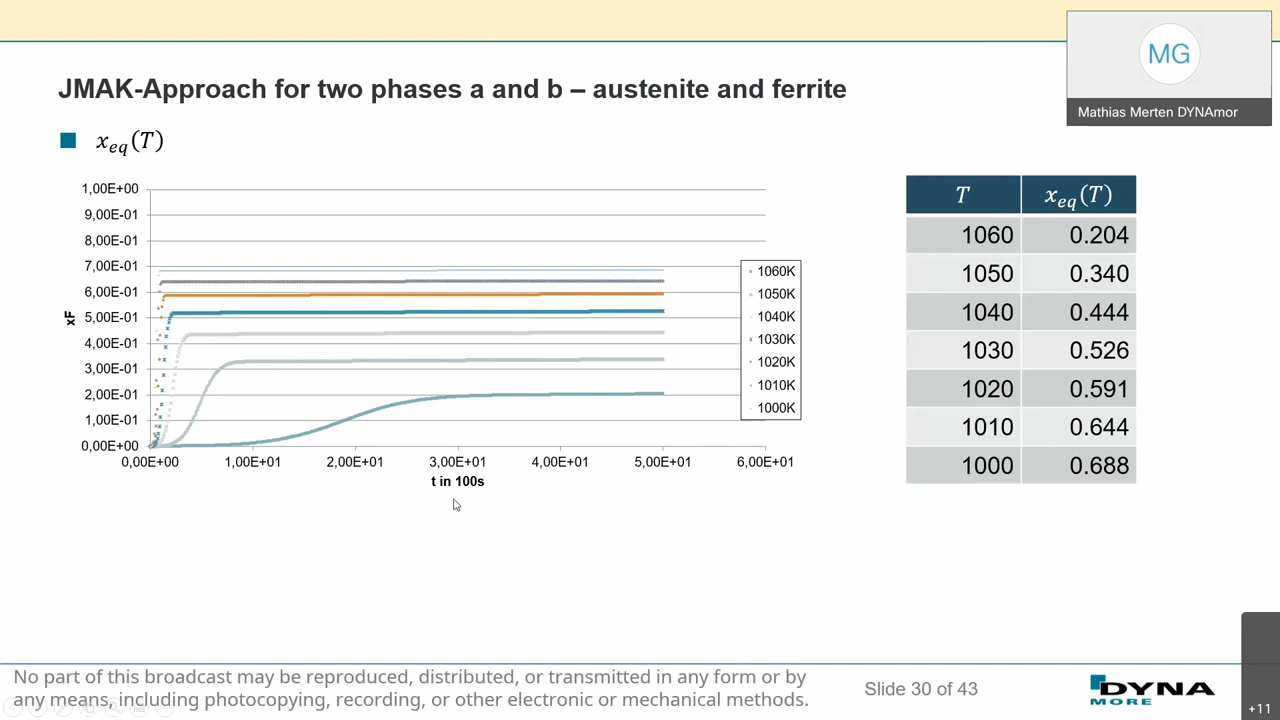 MG
Mathias Merten DYNAmor
JMAK-Approach for two phases a and b – austenite and ferrite
x_eq(T)
1,00E+00
9,00E-01
8,00E-01
7,00E-01
6,00E-01
5,00E-01
4,00E-01
3,00E-01
2,00E-01
1,00E-01
0,00E+00
xF
0,00E+00 1,00E+01 2,00E+01 3,00E+01 4,00E+01 5,00E+01 6,00E+01
t in 100s
1060K
1050K
1040K
1030K
1020K
1010K
1000K
T x_eq(T)
1060 0.204
1050 0.340
1040 0.444
1030 0.526
1020 0.591
1010 0.644
1000 0.688
No part of this broadcast may be reproduced, distributed, or transmitted in any form or by
any means, including photocopying, recording, or other electronic or mechanical methods.
Slide 30 of 43
DYNA
MORE
+11